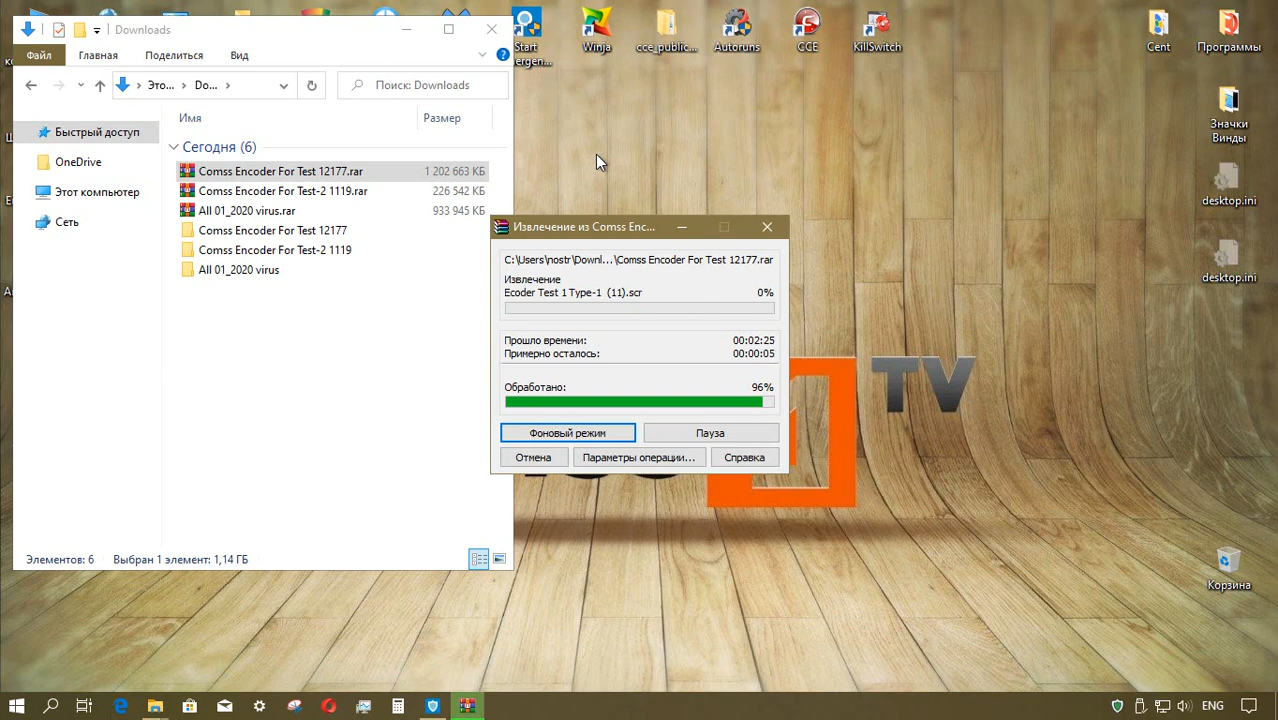 Downloads
Файл
Главная
Поделиться
Вид
Это...
Do...
Поиск: Downloads
Имя
Размер
Быстрый доступ
OneDrive
Этот компьютер
Сеть
Сегодня (6)
Comss Encoder For Test 12177.rar 1 202 663 КБ
Comss Encoder For Test-2 1119.rar 226 542 КБ
All 01_2020 virus.rar 933 945 КБ
Comss Encoder For Test 12177
Comss Encoder For Test-2 1119
All 01_2020 virus
Элементов: 6
Выбран 1 элемент: 1,14 ГБ
Start
Winja
cce_public...
Autoruns
CCE
KillSwitch
Cent
Программы
Значки
Винды
desktop.ini
desktop.ini
Корзина
Извлечение из Comss Enc...
C:\Users\nostr\Downl...\Comss Encoder For Test 12177.rar
Извлечение
Ecoder Test 1 Type-1 (11).scr 0%
Прошло времени: 00:02:25
Примерно осталось: 00:00:05
Обработано: 96%
Фоновый режим
Пауза
Отмена
Параметры операции...
Справка
TV
ENG